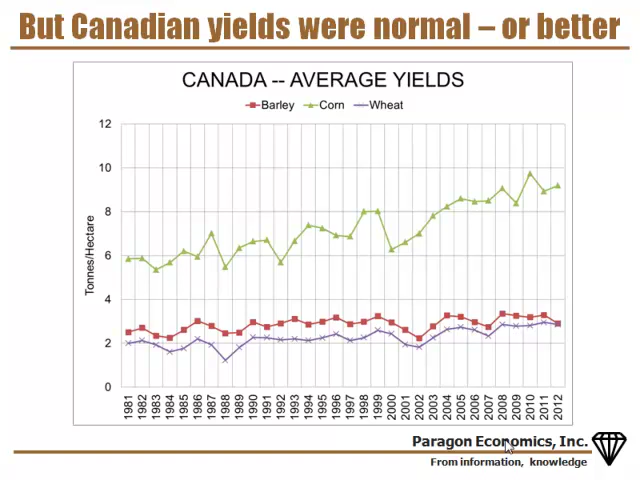 But Canadian yields were normal – or better
CANADA -- AVERAGE YIELDS
Barley Corn Wheat
12
10
8
6
4
2
0
Tonnes/Hectare
1981 1982 1983 1984 1985 1986 1987 1988 1989 1990 1991 1992 1993 1994 1995 1996 1997 1998 1999 2000 2001 2002 2003 2004 2005 2006 2007 2008 2009 2010 2011 2012
Paragon Economics, Inc.
From information, knowledge